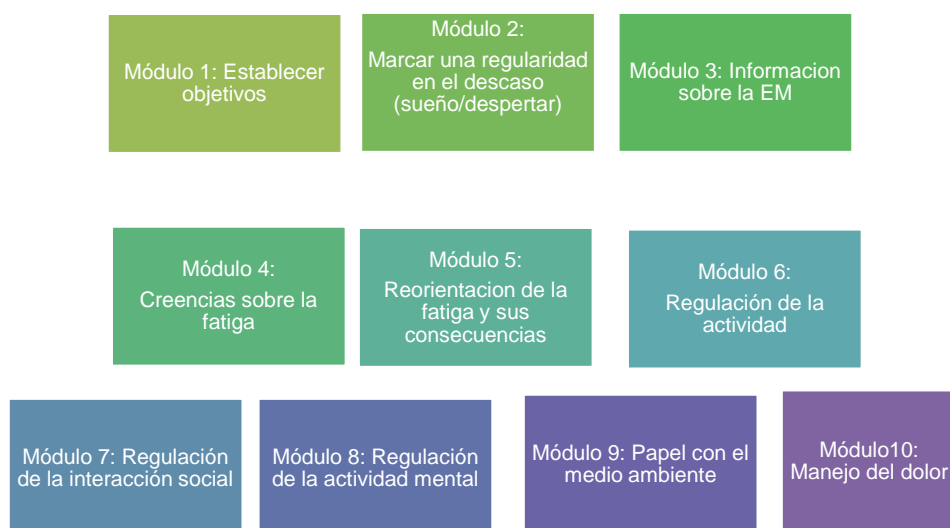 Módulo 1: Establecer
objetivos
Módulo 2:
Marcar una regularidad
en el descaso
(sueño/despertar)
Módulo 3: Informacion
sobre la EM
Módulo 4:
Creencias sobre la
fatiga
Módulo 5:
Reorientacion de la
fatiga y sus
consecuencias
Módulo 6:
Regulación de la
actividad
Módulo 7: Regulación
de la interacción social
Módulo 8: Regulación
de la actividad mental
Módulo 9: Papel con el
medio ambiente
Módulo10:
Manejo del dolor